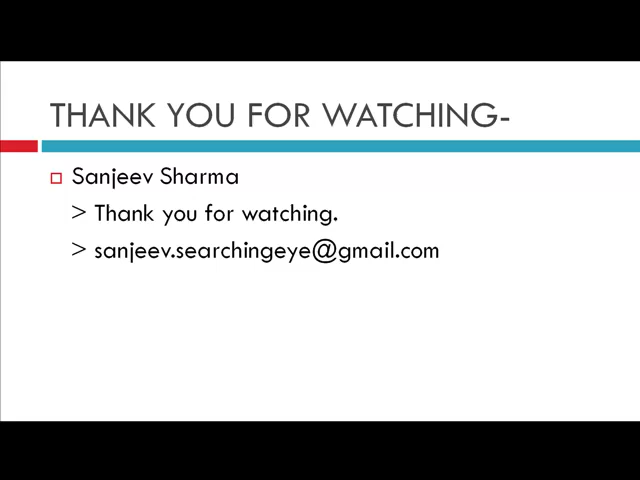 THANK YOU FOR WATCHING-
Sanjeev Sharma
> Thank you for watching.
> sanjeev.searchingeye@gmail.com